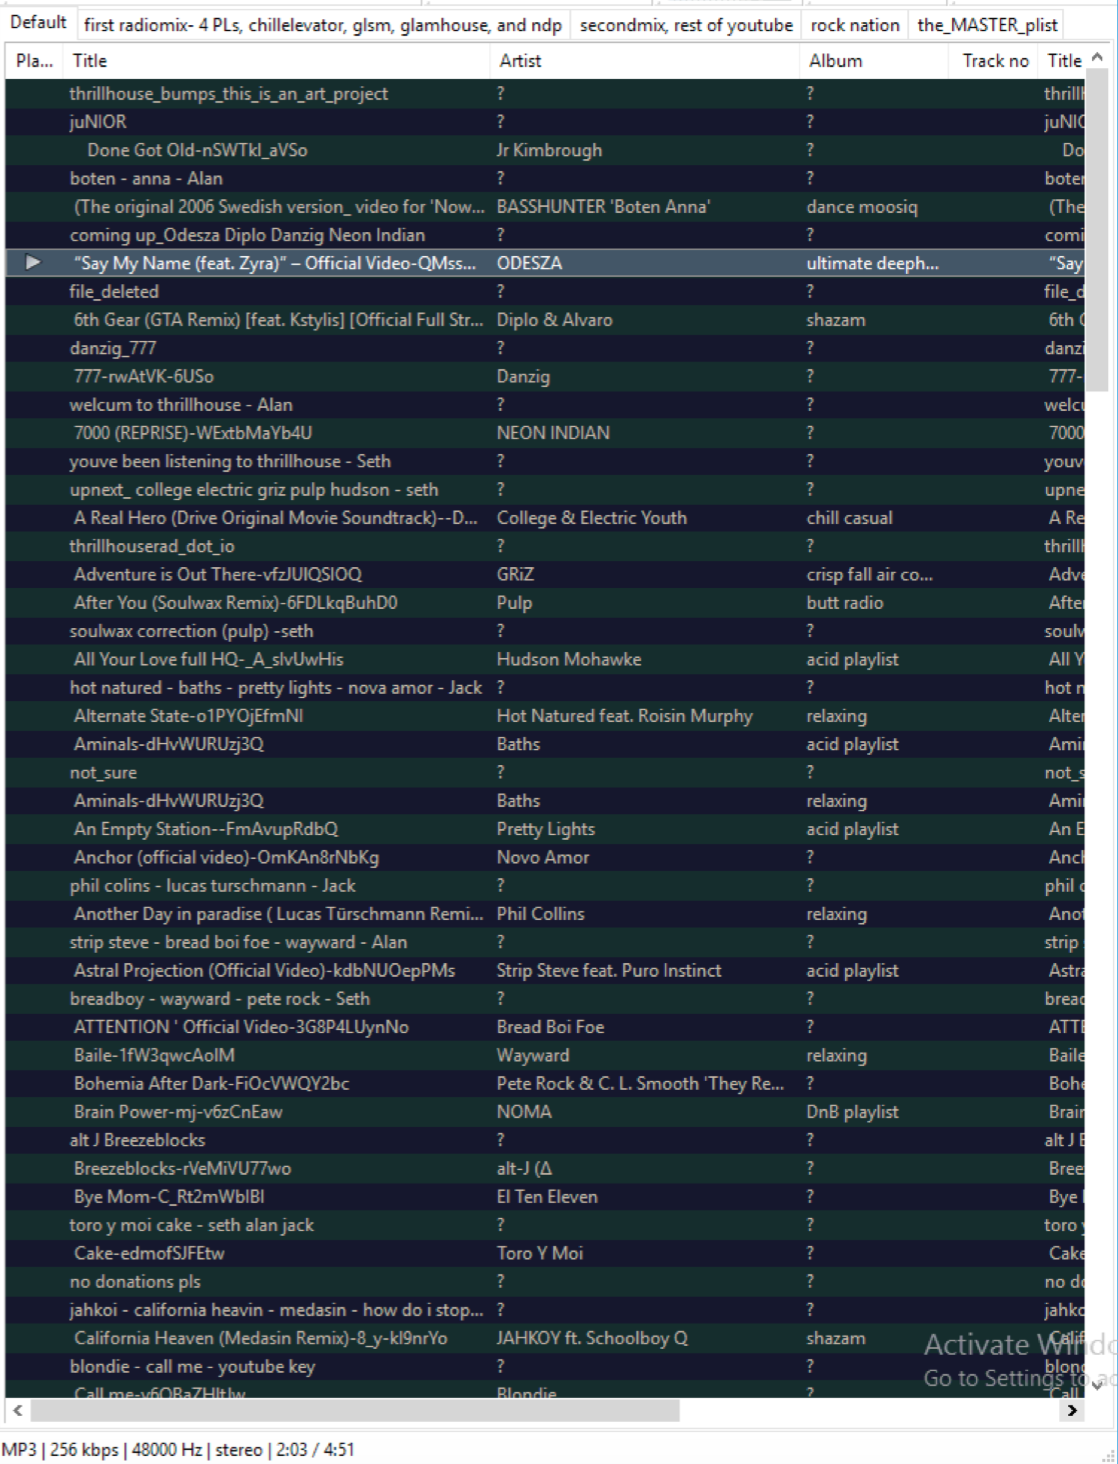 Default first radiomix- 4 PLs, chillelevator, glsm, glamhouse, and ndp secondmix, rest of youtube rock nation the_MASTER_plist
Pla... Title Artist Album Track no Title
thrillhouse_bumps_this_is_an_art_project ? ? thrillh
juNIOR ? ? juNIO
Done Got Old-nSWTkl_aVSo Jr Kimbrough ? Do
boten - anna - Alan ? ? boter
(The original 2006 Swedish version_ video for 'Now... BASSHUNTER 'Boten Anna' dance moosiq (The
coming up_Odesza Diplo Danzig Neon Indian ? ? comi
“Say My Name (feat. Zyra)” – Official Video-QMss... ODESZA ultimate deeph... “Say
file_deleted ? ? file_d
6th Gear (GTA Remix) [feat. Kstylis] [Official Full Str... Diplo & Alvaro shazam 6th G
danzig_777 ? ? danzi
777-rwAtVK-6USo Danzig ? 777-
welcum to thrillhouse - Alan ? ? welcu
7000 (REPRISE)-WExtbMaYb4U NEON INDIAN ? 7000
youve been listening to thrillhouse - Seth ? ? youv
upnext_ college electric griz pulp hudson - seth ? ? upne
A Real Hero (Drive Original Movie Soundtrack)--D... College & Electric Youth chill casual A Re
thrillhouserad_dot_io ? ? thrillh
Adventure is Out There-vfzJUIQSIOQ GRiZ crisp fall air co... Adve
After You (Soulwax Remix)-6FDLkqBuhD0 Pulp butt radio After
soulwax correction (pulp) -seth ? ? soulw
All Your Love full HQ-_A_slvUwHis Hudson Mohawke acid playlist All Y
hot natured - baths - pretty lights - nova amor - Jack ? ? hot n
Alternate State-o1PYOjEfmNI Hot Natured feat. Roisin Murphy relaxing Alter
Aminals-dHvWURUzj3Q Baths acid playlist Ami
not_sure ? ? not_s
Aminals-dHvWURUzj3Q Baths relaxing Ami
An Empty Station--FmAvupRdbQ Pretty Lights acid playlist An E
Anchor (official video)-OmKAn8rNbKg Novo Amor ? Anch
phil colins - lucas turschmann - Jack ? ? phil c
Another Day in paradise ( Lucas Türschmann Remi... Phil Collins relaxing Anot
strip steve - bread boi foe - wayward - Alan ? ? strip
Astral Projection (Official Video)-kdbNUOepPMs Strip Steve feat. Puro Instinct acid playlist Astra
breadboy - wayward - pete rock - Seth ? ? bread
ATTENTION ' Official Video-3G8P4LUynNo Bread Boi Foe ? ATTE
Baile-1fW3qwcAolM Wayward relaxing Baile
Bohemia After Dark-FiOcVWQY2bc Pete Rock & C. L. Smooth 'They Re... ? Bohe
Brain Power-mj-v6zCnEaw NOMA DnB playlist Brair
alt J Breezeblocks ? ? alt J B
Breezeblocks-rVeMiVU77wo alt-J (∆ ? Bree
Bye Mom-C_Rt2mWbIBI El Ten Eleven ? Bye
toro y moi cake - seth alan jack ? ? toro y
Cake-edmofSJFEtw Toro Y Moi ? Cake
no donations pls ? ? no do
jahkoi - california heavin - medasin - how do i stop... ? ? jahko
California Heaven (Medasin Remix)-8_y-kl9nrYo JAHKOY ft. Schoolboy Q shazam Calif
Activate Windo
blondie - call me - youtube key ? ? blond
Go to Settings to ac
Call me-v6QBaZHltJw Blondie ? Call
MP3 | 256 kbps | 48000 Hz | stereo | 2:03 / 4:51